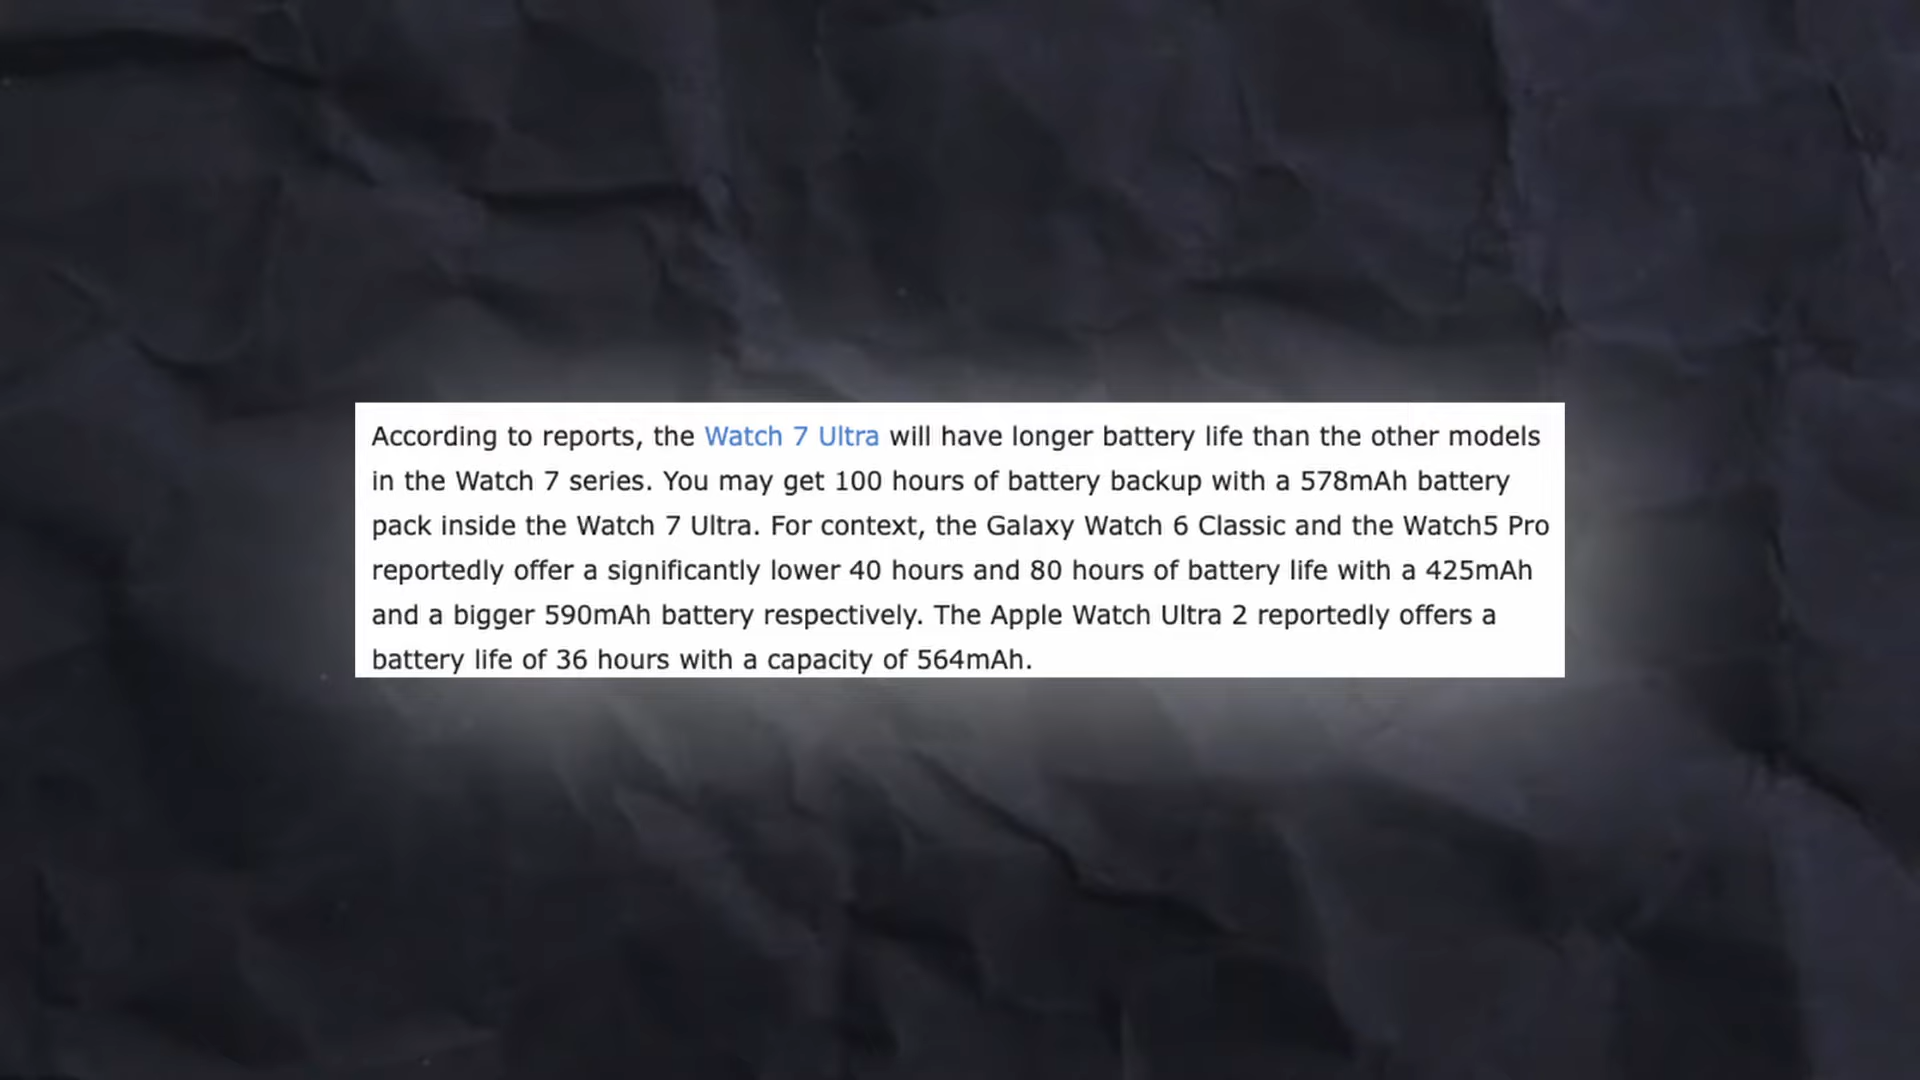 According to reports, the Watch 7 Ultra will have longer battery life than the other models
in the Watch 7 series. You may get 100 hours of battery backup with a 578mAh battery
pack inside the Watch 7 Ultra. For context, the Galaxy Watch 6 Classic and the Watch5 Pro
reportedly offer a significantly lower 40 hours and 80 hours of battery life with a 425mAh
and a bigger 590mAh battery respectively. The Apple Watch Ultra 2 reportedly offers a
battery life of 36 hours with a capacity of 564mAh.